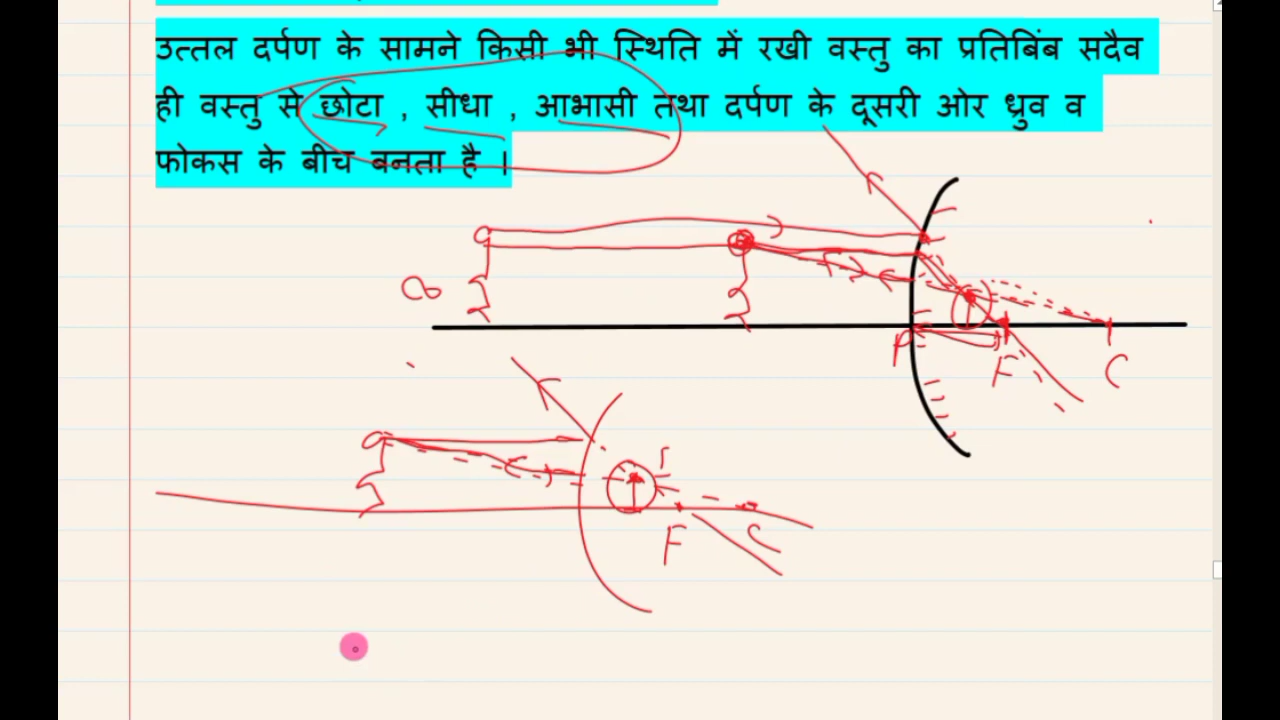 उत्तल दर्पण के सामने किसी भी स्थिति में रखी वस्तु का प्रतिबिंब सदैव
ही वस्तु से छोटा , सीधा , आभासी तथा दर्पण के दूसरी ओर ध्रुव व
फोकस के बीच बनता है ।
∞
P F C
F C